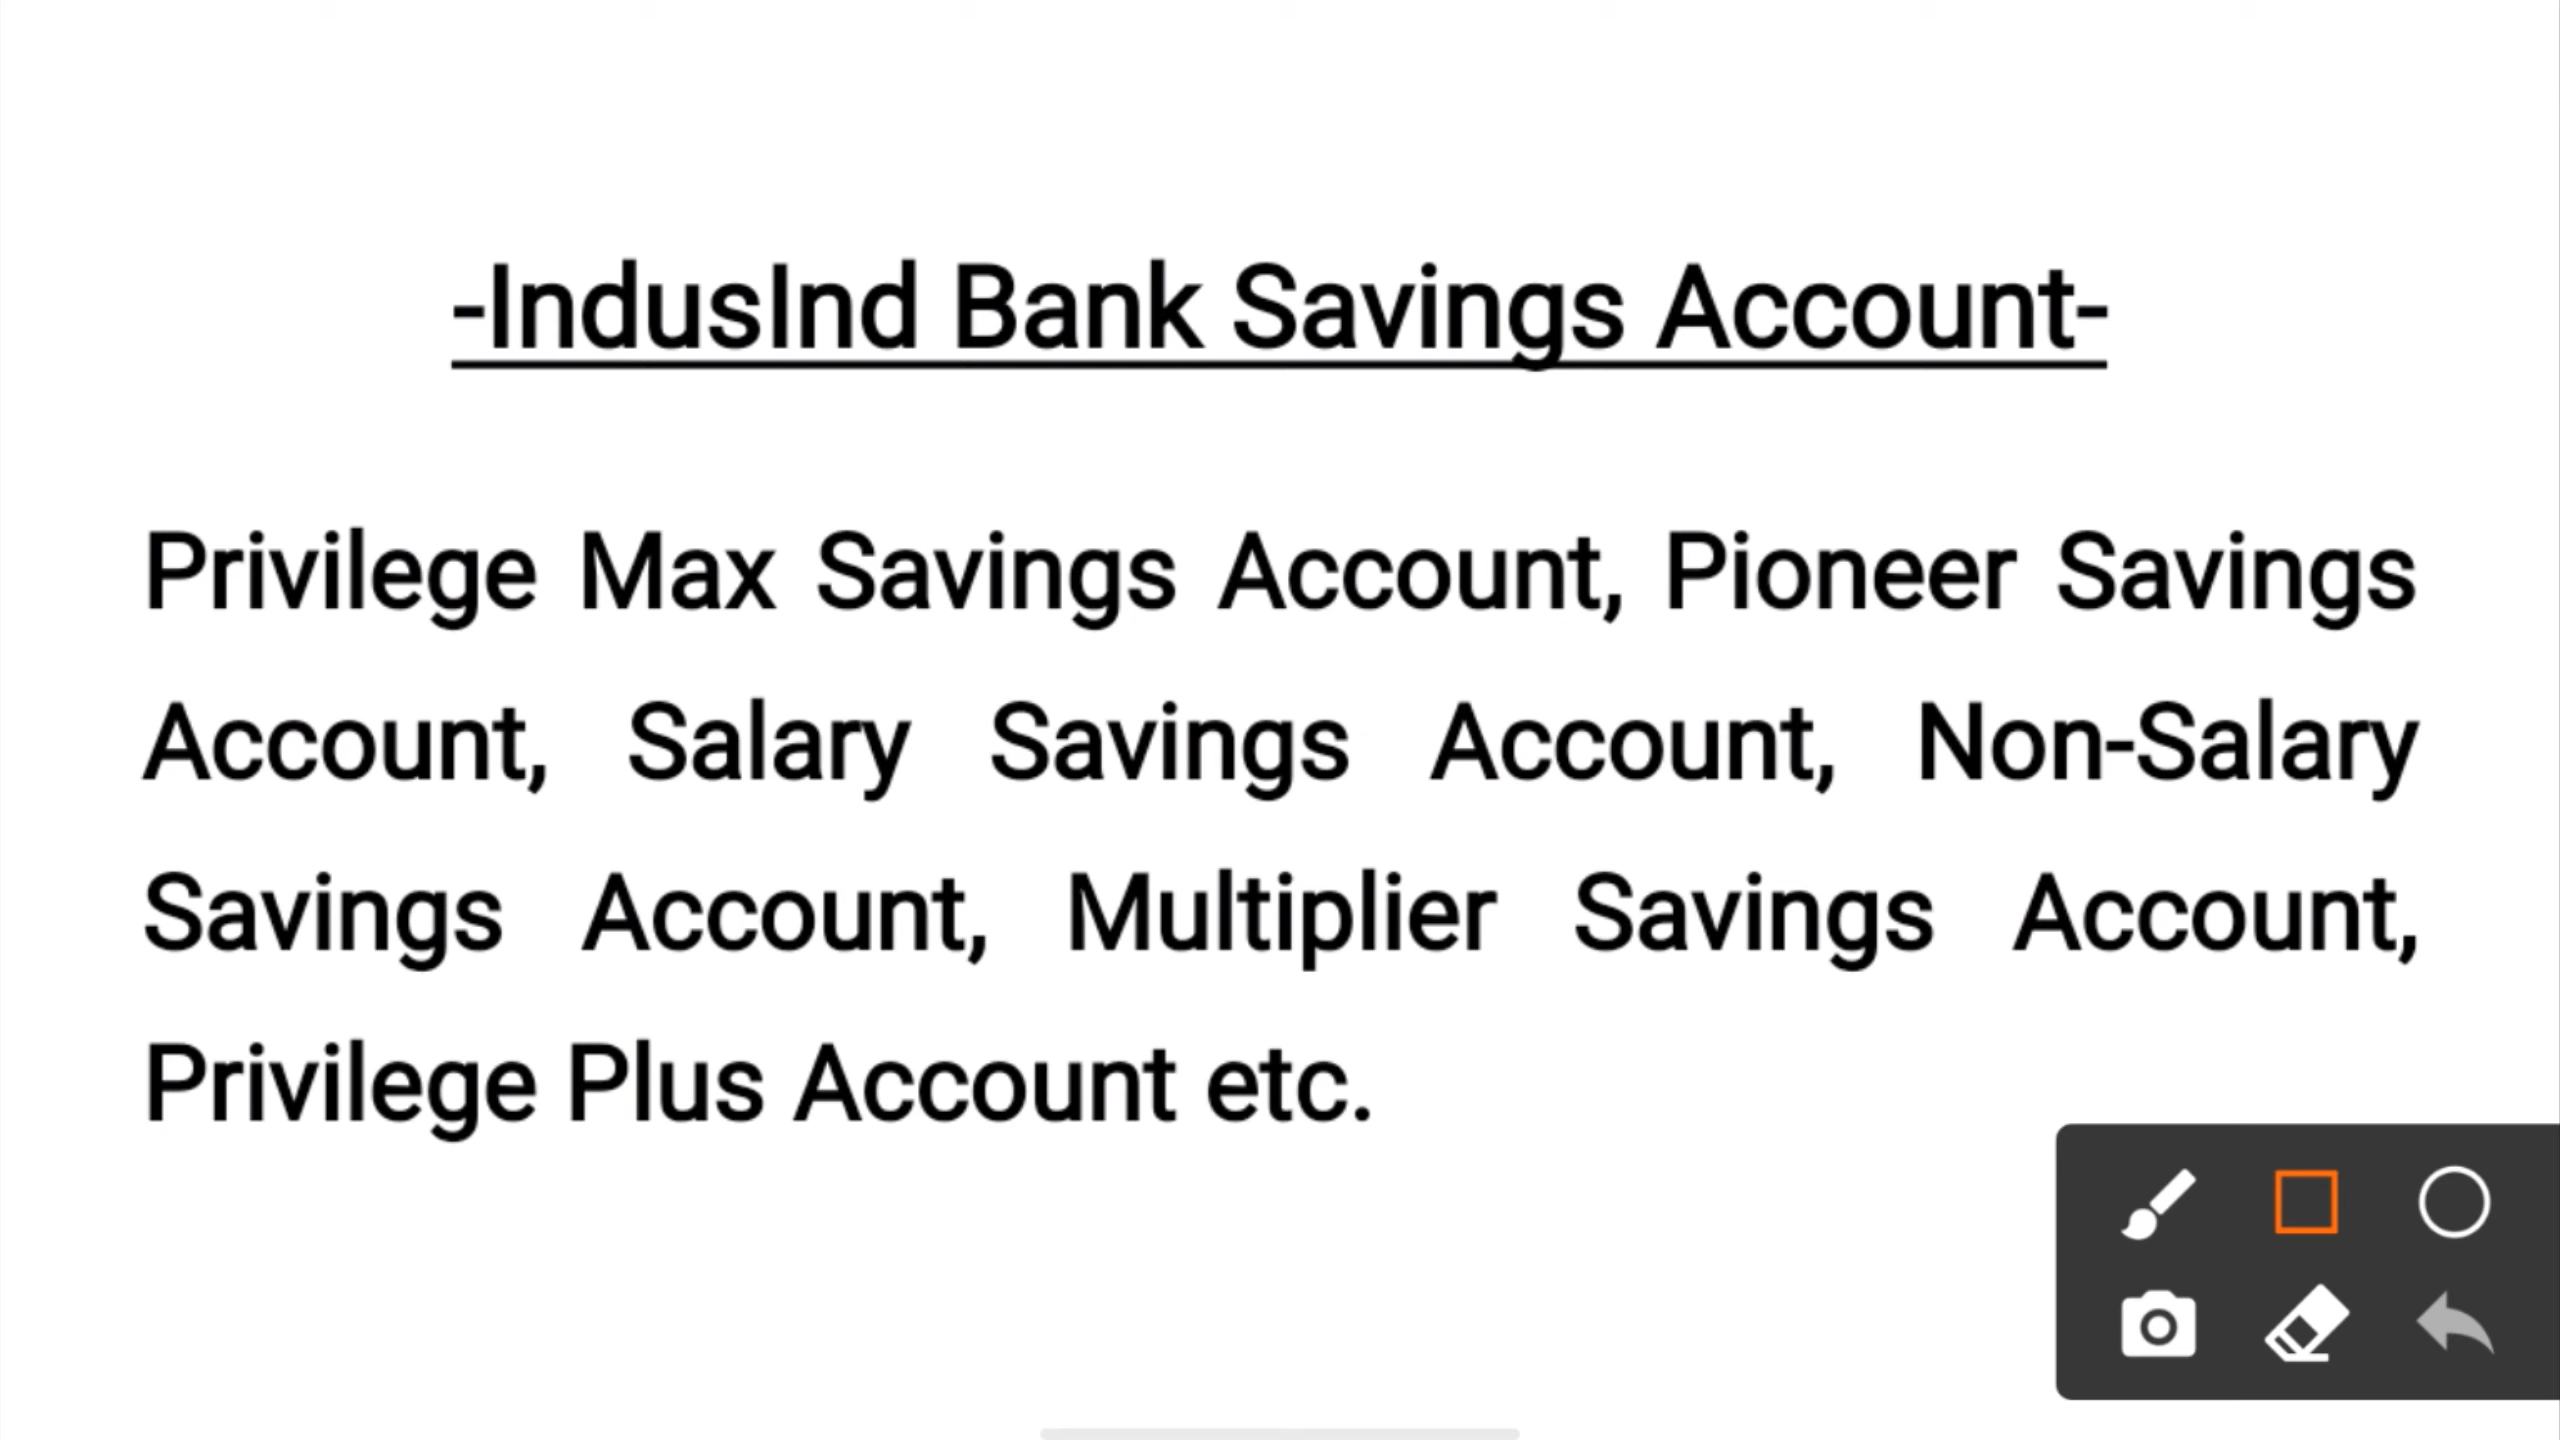 -IndusInd Bank Savings Account-
Privilege Max Savings Account, Pioneer Savings
Account, Salary Savings Account, Non-Salary
Savings Account, Multiplier Savings Account,
Privilege Plus Account etc.